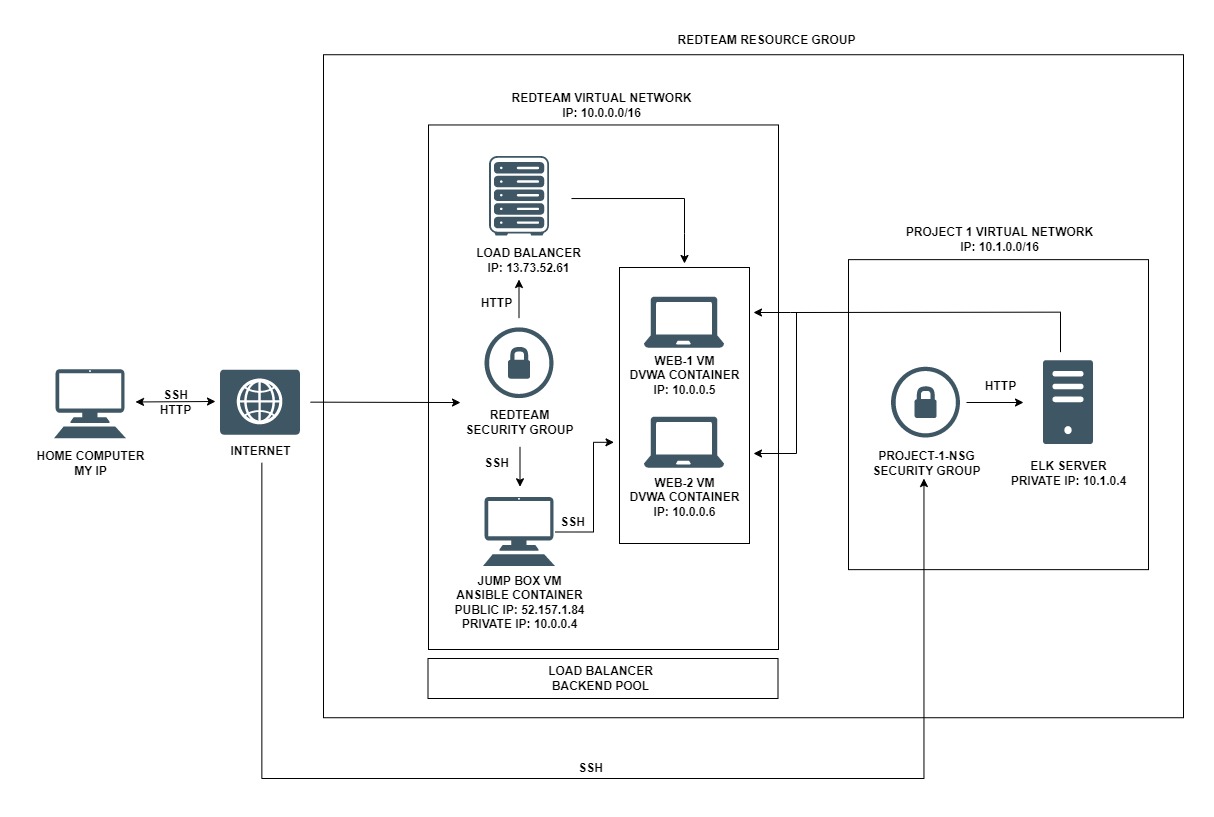 REDTEAM RESOURCE GROUP
REDTEAM VIRTUAL NETWORK
IP: 10.0.0.0/16
LOAD BALANCER
IP: 13.73.52.61
HTTP
REDTEAM
SECURITY GROUP
SSH
JUMP BOX VM
ANSIBLE CONTAINER
PUBLIC IP: 52.157.1.84
PRIVATE IP: 10.0.0.4
SSH
WEB-1 VM
DVWA CONTAINER
IP: 10.0.0.5
WEB-2 VM
DVWA CONTAINER
IP: 10.0.0.6
LOAD BALANCER
BACKEND POOL
PROJECT 1 VIRTUAL NETWORK
IP: 10.1.0.0/16
PROJECT-1-NSG
SECURITY GROUP
HTTP
ELK SERVER
PRIVATE IP: 10.1.0.4
HOME COMPUTER
MY IP
SSH
HTTP
INTERNET
SSH